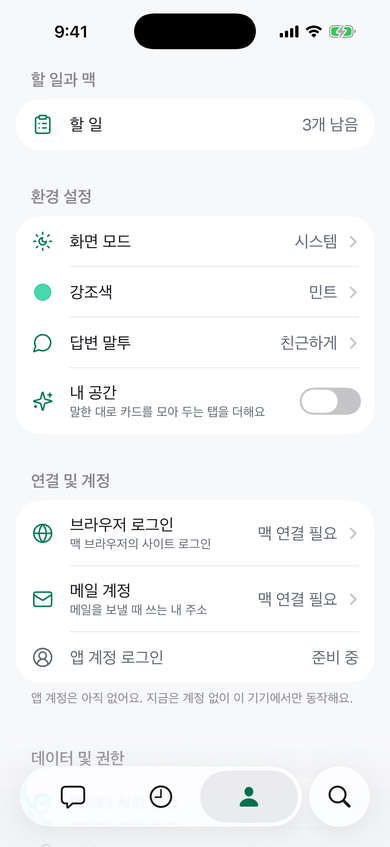 9:41
할 일과 맥
할 일 3개 남음
환경 설정
화면 모드 시스템
강조색 민트
답변 말투 친근하게
내 공간
말한 대로 카드를 모아 두는 탭을 더해요
연결 및 계정
브라우저 로그인 맥 연결 필요
맥 브라우저의 사이트 로그인
메일 계정 맥 연결 필요
메일을 보낼 때 쓰는 내 주소
앱 계정 로그인 준비 중
앱 계정은 아직 없어요. 지금은 계정 없이 이 기기에서만 동작해요.
데이터 및 권한